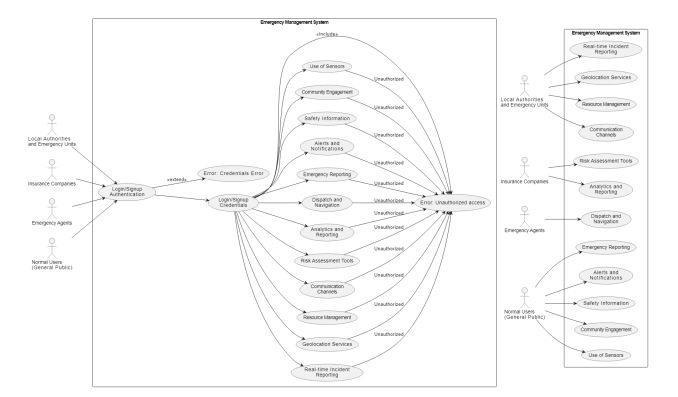 Emergency Management System
«Include»
Use of Sensors
Unauthorized
Community Engagement
Unauthorized
Safety Information
Unauthorized
Local Authorities
and Emergency Units
Alerts and
Notifications
Unauthorized
Insurance Companies
«extend»
Error: Credentials Error
Emergency Reporting
Unauthorized
Login/Signup
Authentication
Login/Signup
Credentials
Dispatch and
Navigation
Unauthorized
Error: Unauthorized access
Emergency Agents
Analytics and
Reporting
Unauthorized
Normal Users
(General Public)
Risk Assessment Tools
Unauthorized
Communication
Channels
Unauthorized
Resource Management
Unauthorized
Geolocation Services
Unauthorized
Real-time Incident
Reporting
Unauthorized
Emergency Management System
Real-time Incident
Reporting
Geolocation Services
Local Authorities
and Emergency Units
Resource Management
Communication
Channels
Risk Assessment Tools
Insurance Companies
Analytics and
Reporting
Dispatch and
Navigation
Emergency Agents
Emergency Reporting
Alerts and
Notifications
Normal Users
(General Public)
Safety Information
Community Engagement
Use of Sensors